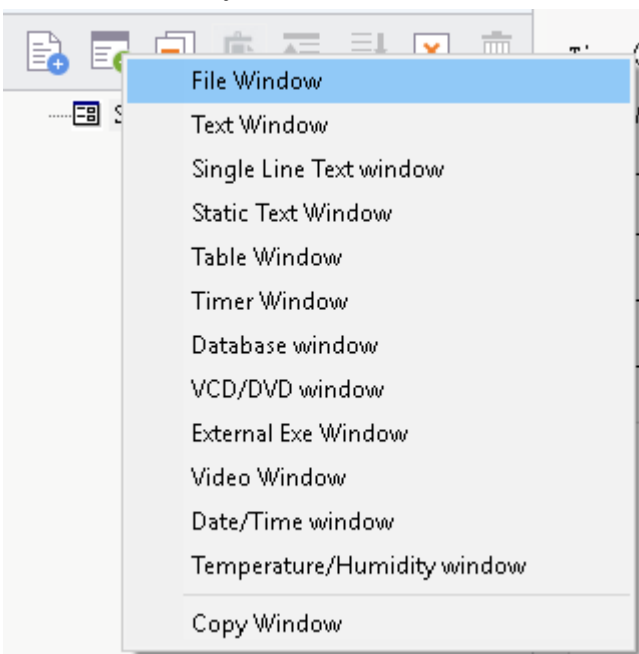 File Window
Text Window
Single Line Text window
Static Text Window
Table Window
Timer Window
Database window
VCD/DVD window
External Exe Window
Video Window
Date/Time window
Temperature/Humidity window
Copy Window